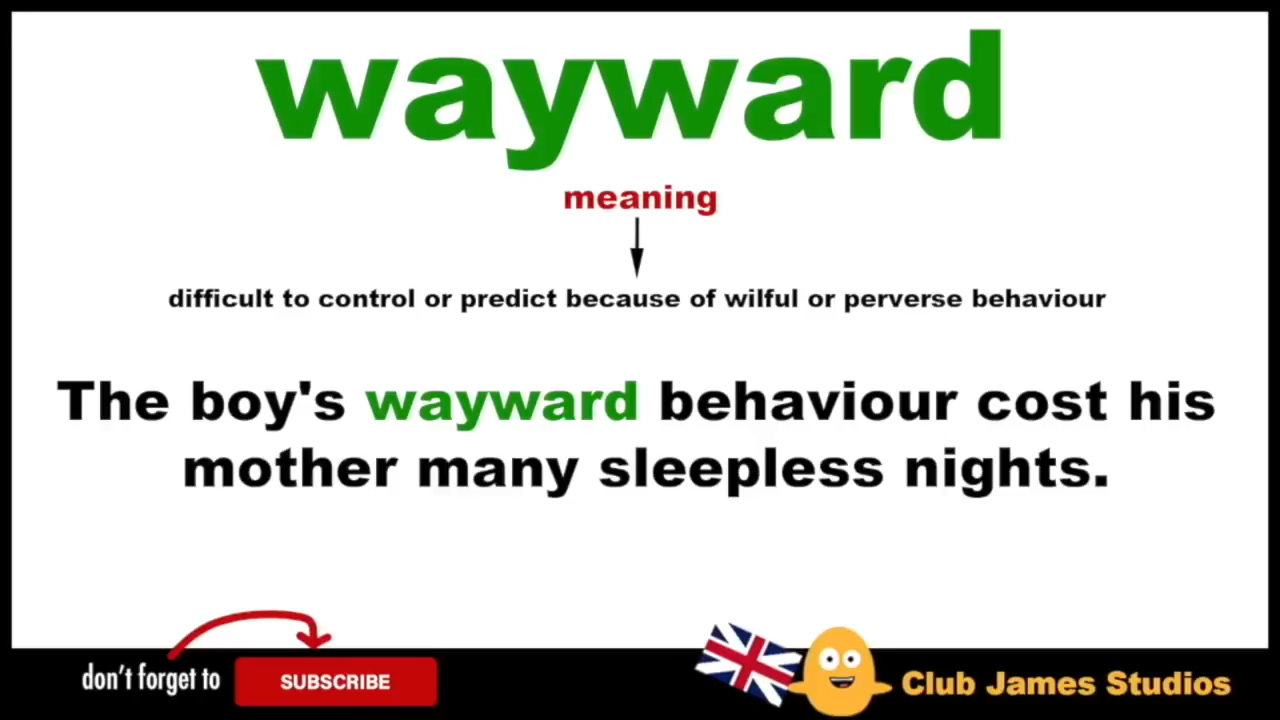 wayward
meaning
difficult to control or predict because of wilful or perverse behaviour
The boy's wayward behaviour cost his
mother many sleepless nights.
don't forget to SUBSCRIBE
Club James Studios